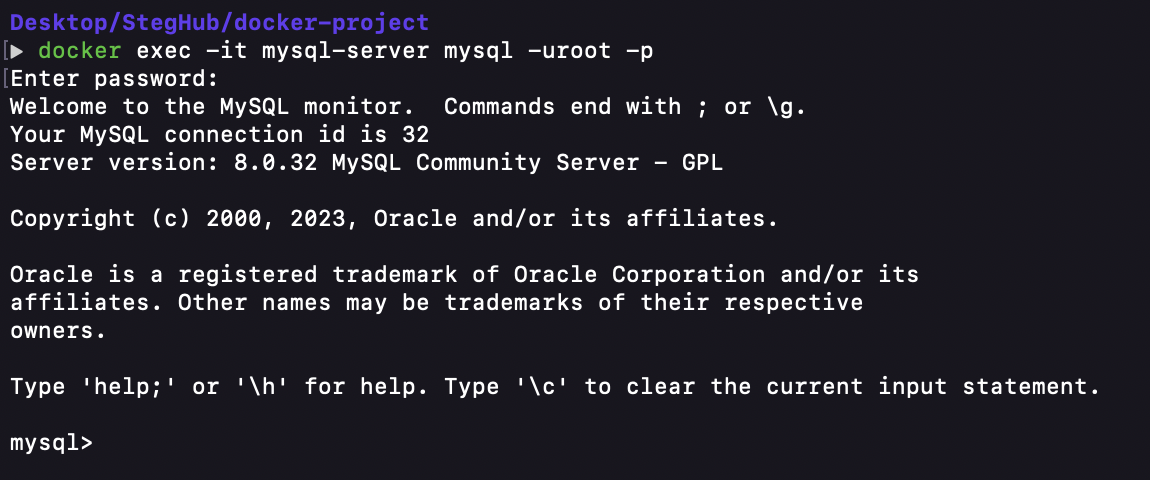 Desktop/StegHub/docker-project
[▶ docker exec -it mysql-server mysql -uroot -p
[Enter password:
Welcome to the MySQL monitor.  Commands end with ; or \g.
Your MySQL connection id is 32
Server version: 8.0.32 MySQL Community Server - GPL

Copyright (c) 2000, 2023, Oracle and/or its affiliates.

Oracle is a registered trademark of Oracle Corporation and/or its
affiliates. Other names may be trademarks of their respective
owners.

Type 'help;' or '\h' for help. Type '\c' to clear the current input statement.

mysql>